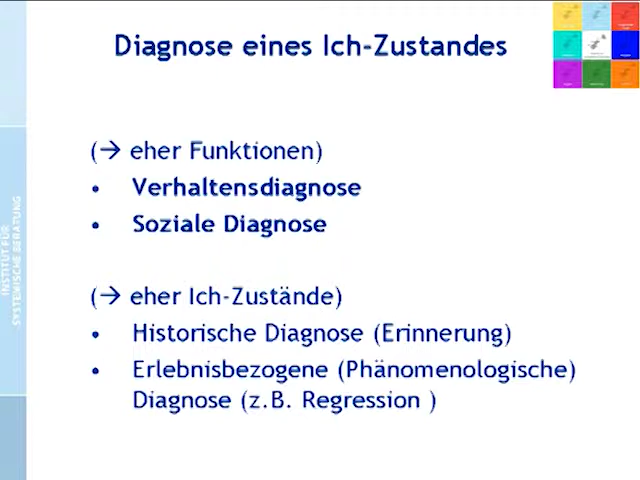 Diagnose eines Ich-Zustandes
(→ eher Funktionen)
• Verhaltensdiagnose
• Soziale Diagnose
(→ eher Ich-Zustände)
• Historische Diagnose (Erinnerung)
• Erlebnisbezogene (Phänomenologische)
Diagnose (z.B. Regression )
INSTITUT FÜR
SYSTEMISCHE BERATUNG